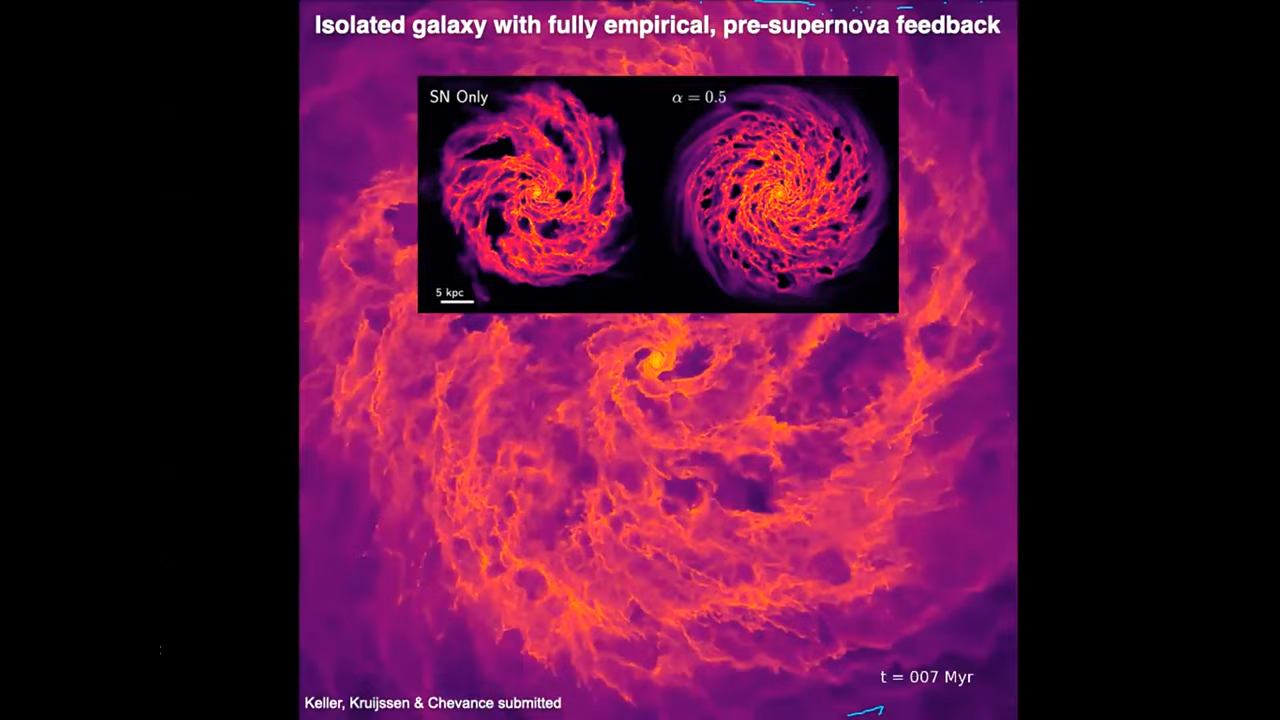 Isolated galaxy with fully empirical, pre-supernova feedback
SN Only
α = 0.5
5 kpc
t = 007 Myr
Keller, Kruijssen & Chevance submitted